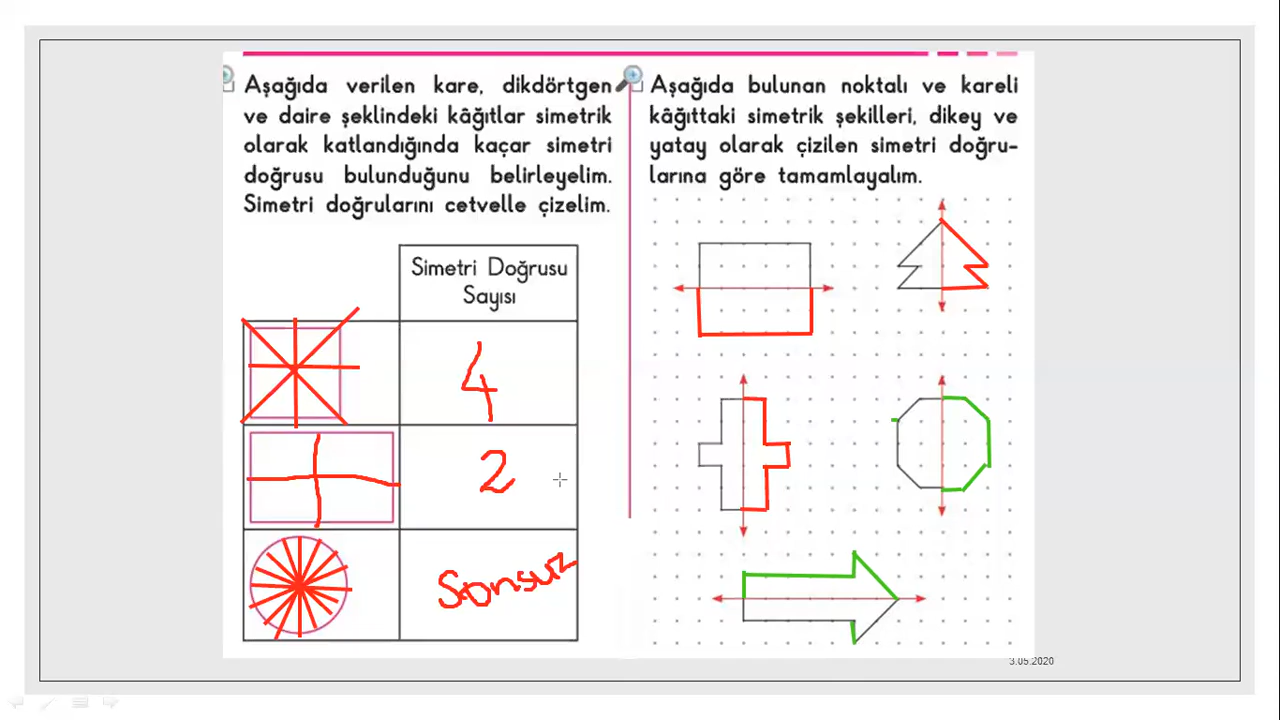 Aşağıda verilen kare, dikdörtgen
ve daire şeklindeki kâğıtlar simetrik
olarak katlandığında kaçar simetri
doğrusu bulunduğunu belirleyelim.
Simetri doğrularını cetvelle çizelim.
Simetri Doğrusu
Sayısı
4
2
Sonsuz
Aşağıda bulunan noktalı ve kareli
kâğıttaki simetrik şekilleri, dikey ve
yatay olarak çizilen simetri doğru-
larına göre tamamlayalım.
3.05.2020